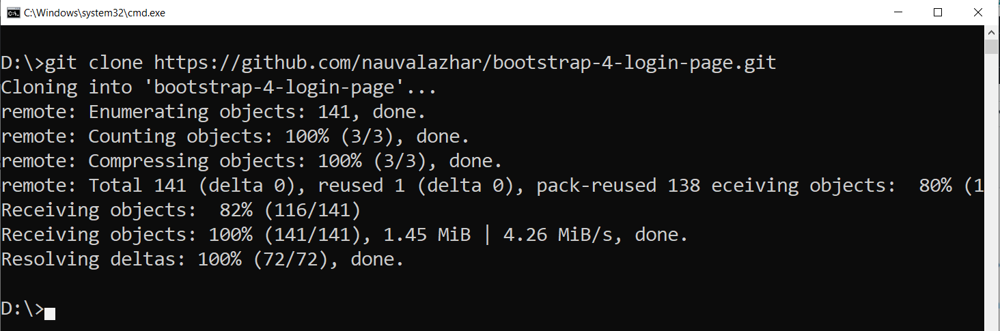 C:\Windows\system32\cmd.exe
D:\>git clone https://github.com/nauvalazhar/bootstrap-4-login-page.git
Cloning into 'bootstrap-4-login-page'...
remote: Enumerating objects: 141, done.
remote: Counting objects: 100% (3/3), done.
remote: Compressing objects: 100% (3/3), done.
remote: Total 141 (delta 0), reused 1 (delta 0), pack-reused 138 eceiving objects:  80% (1
Receiving objects:  82% (116/141)
Receiving objects: 100% (141/141), 1.45 MiB | 4.26 MiB/s, done.
Resolving deltas: 100% (72/72), done.
D:\>